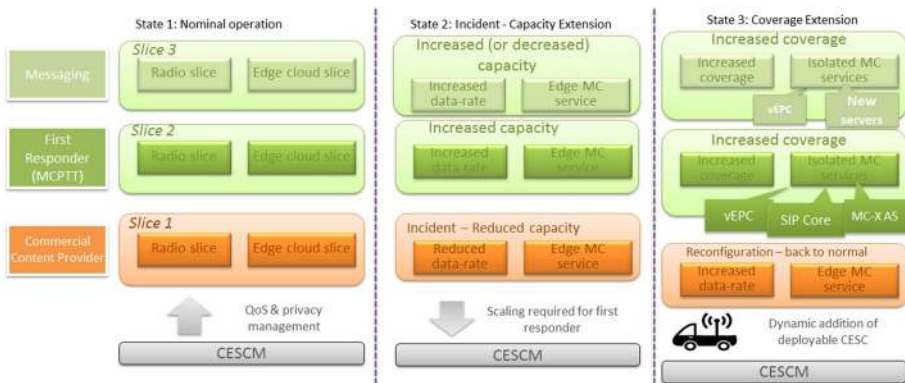 State 1: Nominal operation
State 2: Incident - Capacity Extension
State 3: Coverage Extension
Messaging
First
Responder
(MCPTT)
Commercial
Content Provider
Slice 3
Radio slice
Edge cloud slice
Slice 2
Radio slice
Edge cloud slice
Slice 1
Radio slice
Edge cloud slice
QoS & privacy
management
CESCM
Increased (or decreased)
capacity
Increased
data-rate
Edge MC
service
Increased capacity
Increased
data-rate
Edge MC
service
Incident – Reduced capacity
Reduced
data-rate
Edge MC
service
Scaling required for first
responder
CESCM
Increased coverage
Increased
coverage
Isolated MC
services
vEPC
New
servers
Increased coverage
Increased
coverage
Isolated MC
services
vEPC
SIP Core
MC-X AS
Reconfiguration – back to normal
Increased
data-rate
Edge MC
service
Dynamic addition of
deployable CESC
CESCM